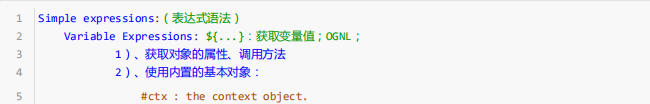 1 Simple expressions:(表达式语法)
2 Variable Expressions: ${...}:获取变量值;OGNL;
3 1)、获取对象的属性、调用方法
4 2)、使用内置的基本对象:
5 #ctx : the context object.